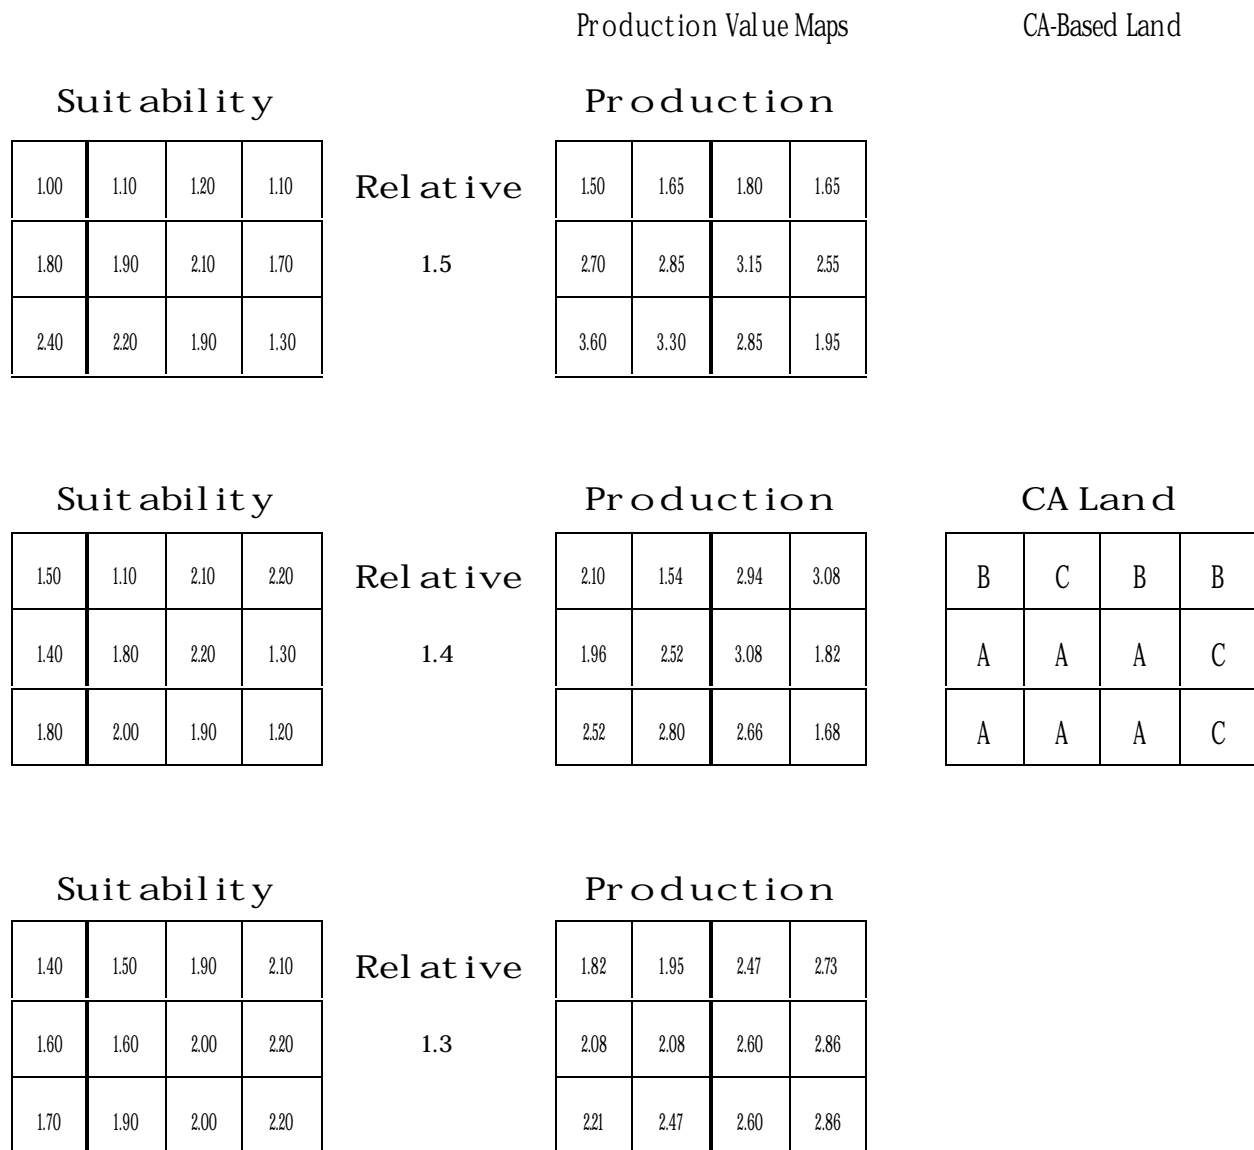 Production Value Maps CA-Based Land
Suitability Production
1.00 1.10 1.20 1.10 Relative 1.50 1.65 1.80 1.65
1.80 1.90 2.10 1.70 1.5 2.70 2.85 3.15 2.55
2.40 2.20 1.90 1.30 3.60 3.30 2.85 1.95
Suitability Production CA Land
1.50 1.10 2.10 2.20 Relative 2.10 1.54 2.94 3.08 B C B B
1.40 1.80 2.20 1.30 1.4 1.96 2.52 3.08 1.82 A A A C
1.80 2.00 1.90 1.20 2.52 2.80 2.66 1.68 A A A C
Suitability Production
1.40 1.50 1.90 2.10 Relative 1.82 1.95 2.47 2.73
1.60 1.60 2.00 2.20 1.3 2.08 2.08 2.60 2.86
1.70 1.90 2.00 2.20 2.21 2.47 2.60 2.86